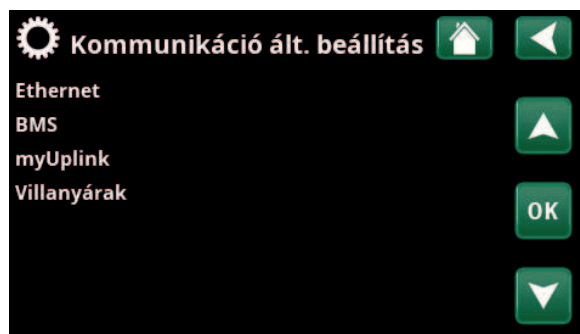 Kommunikáció ált. beállítás
Ethernet
BMS
myUplink
Villanyárak
OK